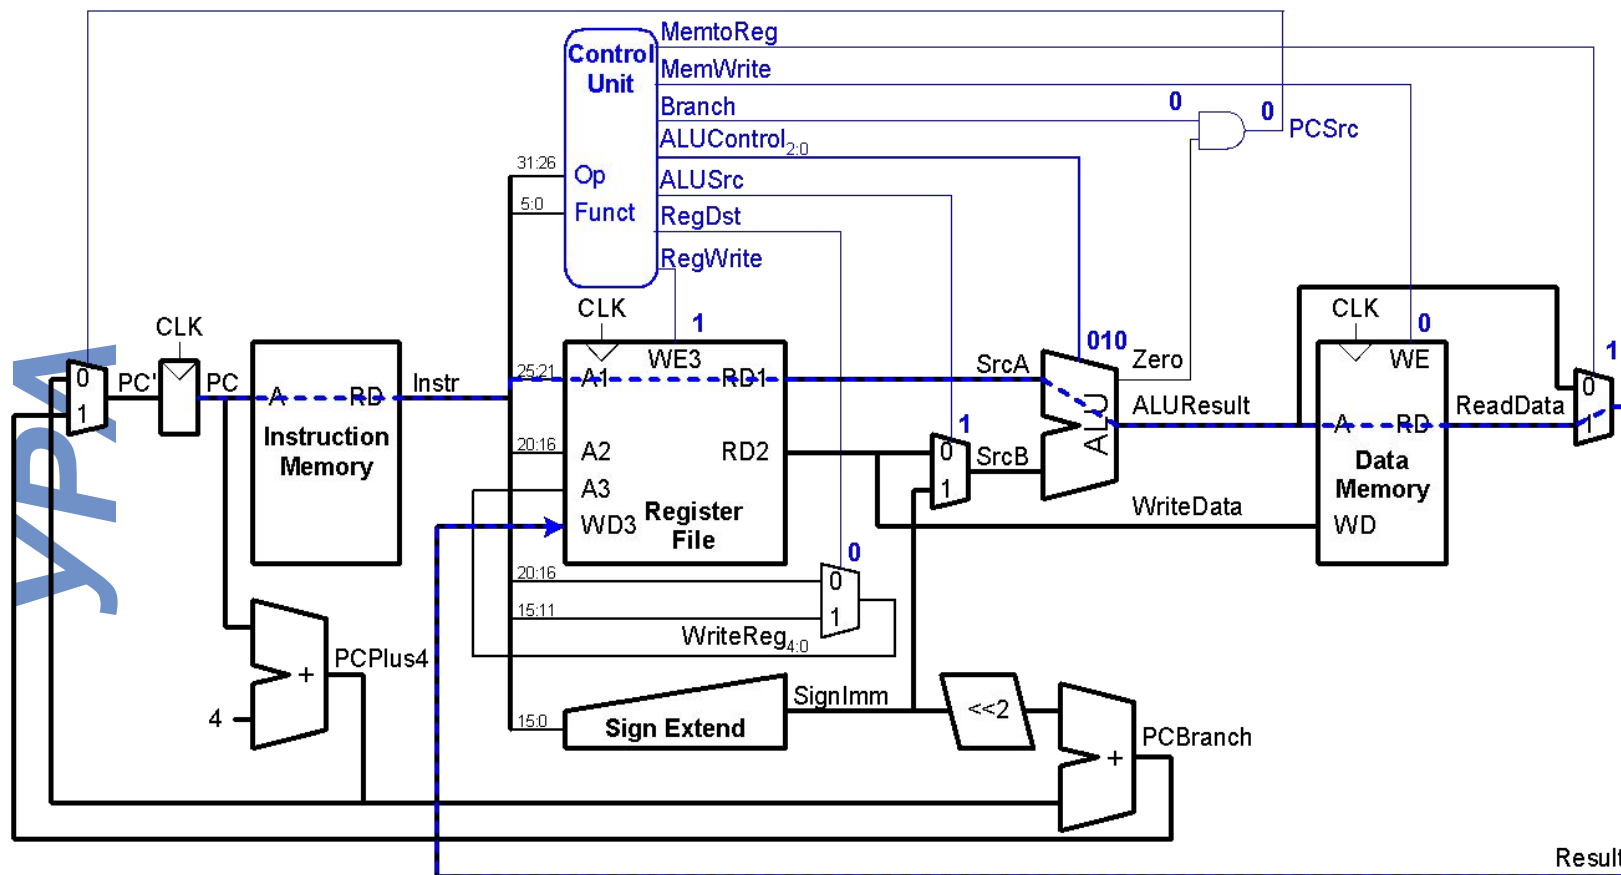 MemtoReg
Control
Unit
MemWrite
Branch
0
0
PCSrc
ALUControl2:0
31:26
Op
ALUSrc
5:0
Funct
RegDst
RegWrite
CLK
CLK
CLK
1
010
0
1
WE3
Zero
WE
0
1
PC'
PC
A
RD
Instr
25:21
A1
RD1
SrcA
ALU
ALUResult
A
RD
ReadData
0
1
Instruction
Memory
20:16
A2
RD2
1
0
1
SrcB
Data
Memory
A3
WD3
Register
File
WriteData
WD
0
20:16
0
15:11
1
WriteReg4:0
PCPlus4
+
4
SignImm
15:0
Sign Extend
<<2
+
PCBranch
Result